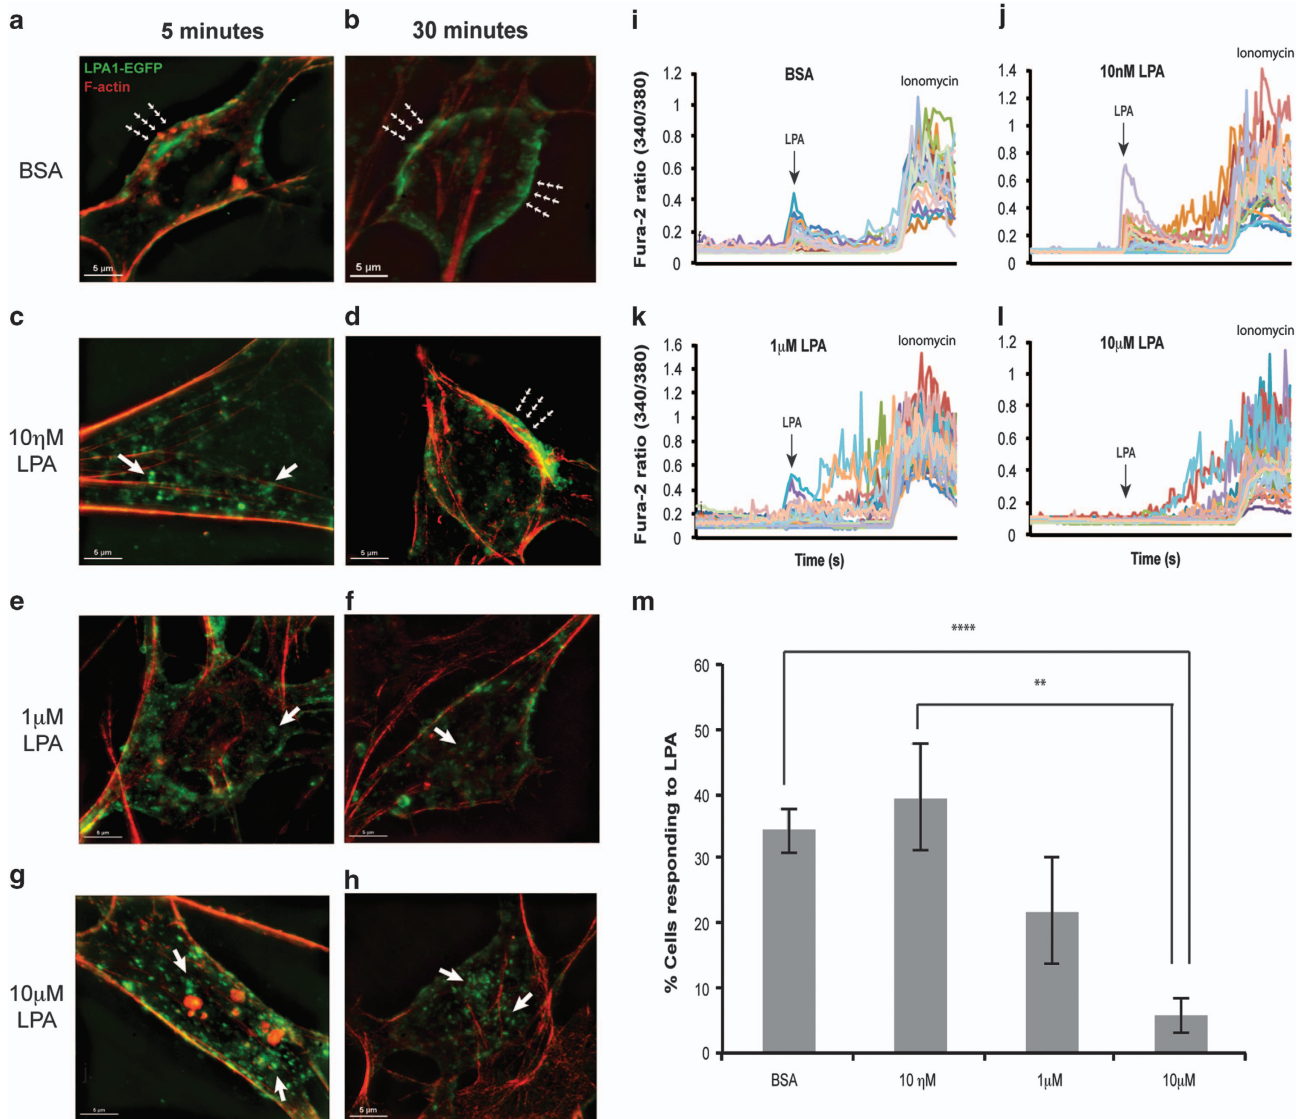 a
5 minutes
b
30 minutes
LPA1-EGFP
F-actin
BSA
5 µm
5 µm
c
d
10ηM
LPA
5 µm
5 µm
e
f
1µM
LPA
5 µm
5 µm
g
h
10µM
LPA
5 µm
5 µm
i
BSA
Ionomycin
LPA
Fura-2 ratio (340/380)
1.2
1
0.8
0.6
0.4
0.2
0
j
10nM LPA
Ionomycin
LPA
1.4
1.2
1
0.8
0.6
0.4
0.2
0
k
1µM LPA
Ionomycin
LPA
Fura-2 ratio (340/380)
1.6
1.4
1.2
1
0.8
0.6
0.4
0.2
0
Time (s)
l
10µM LPA
Ionomycin
LPA
1.4
1.2
1
0.8
0.6
0.4
0.2
0
Time (s)
m
****
**
% Cells responding to LPA
60
50
40
30
20
10
0
BSA
10 ηM
1µM
10µM